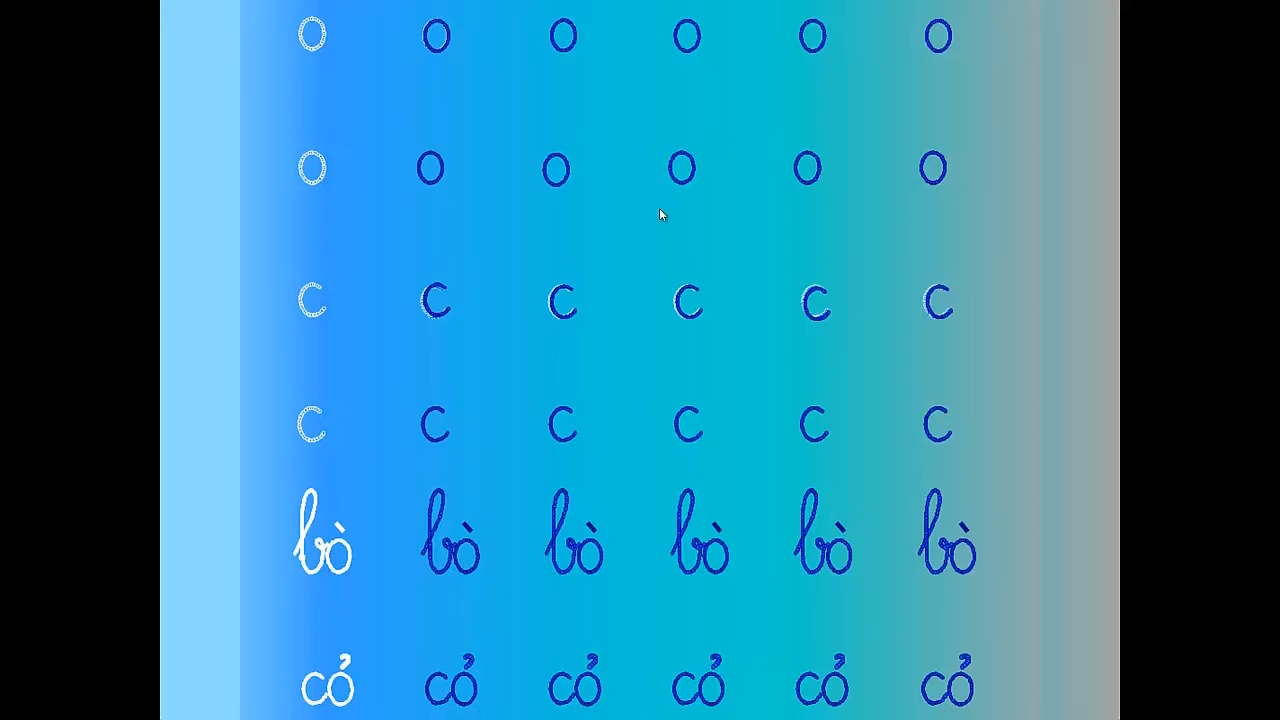 o o o o o o
o o o o o o
c c c c c c
c c c c c c
bò bò bò bò bò bò
cỏ cỏ cỏ cỏ cỏ cỏ